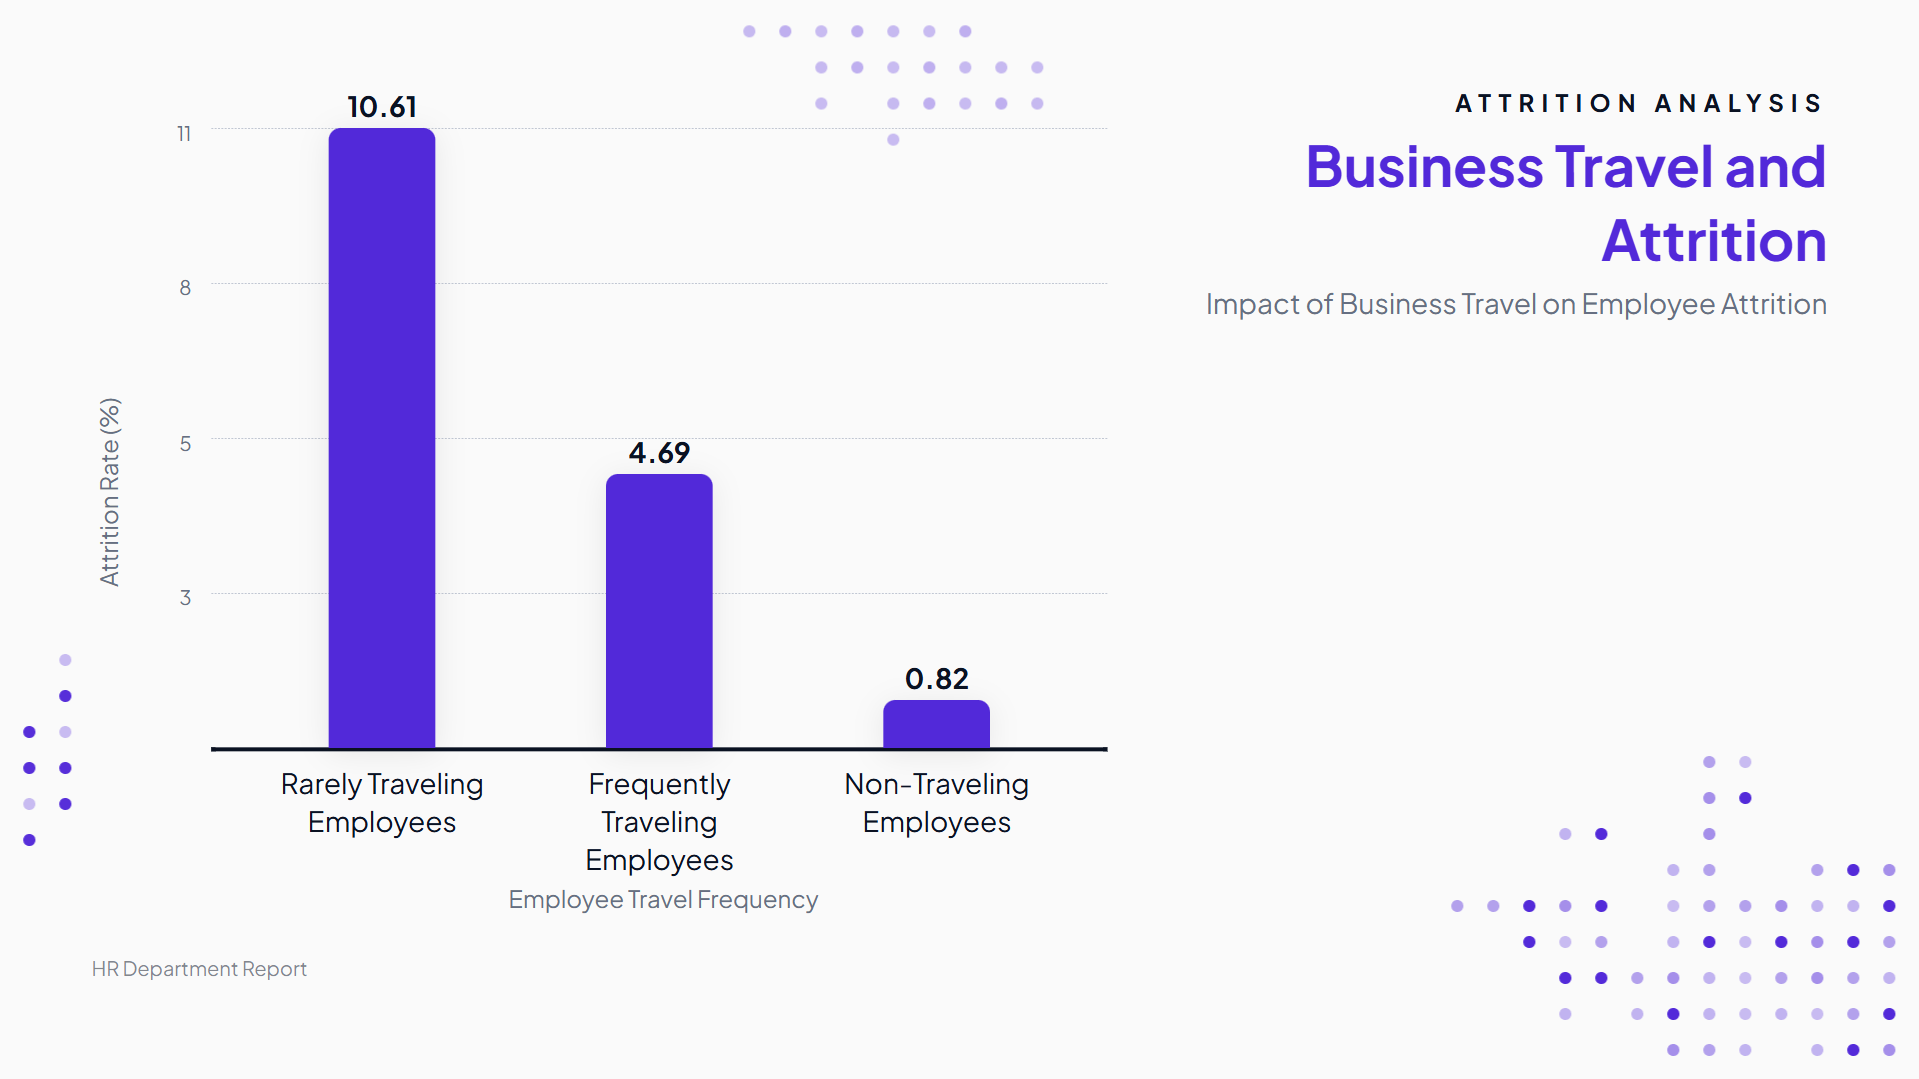 ATTRITION ANALYSIS
Business Travel and
Attrition
Impact of Business Travel on Employee Attrition
Attrition Rate (%)
11
8
5
3
10.61
4.69
0.82
Rarely Traveling
Employees
Frequently
Traveling
Employees
Non-Traveling
Employees
Employee Travel Frequency
HR Department Report